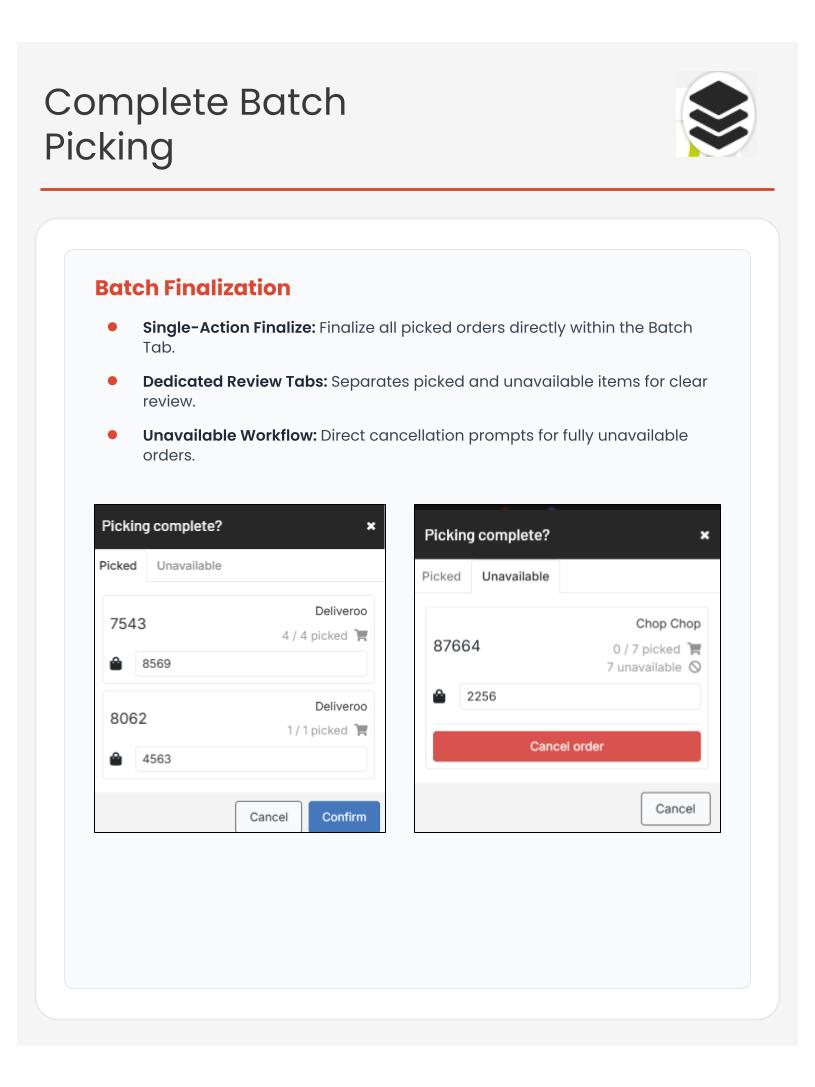 Complete Batch
Picking
Batch Finalization
Single-Action Finalize: Finalize all picked orders directly within the Batch
Tab.
Dedicated Review Tabs: Separates picked and unavailable items for clear
review.
Unavailable Workflow: Direct cancellation prompts for fully unavailable
orders.
Picking complete?
Picked Unavailable
Deliveroo
7543
4 / 4 picked
8569
Deliveroo
8062
1 / 1 picked
4563
Cancel Confirm
Picking complete?
Picked Unavailable
Chop Chop
87664
0 / 7 picked
7 unavailable
2256
Cancel order
Cancel